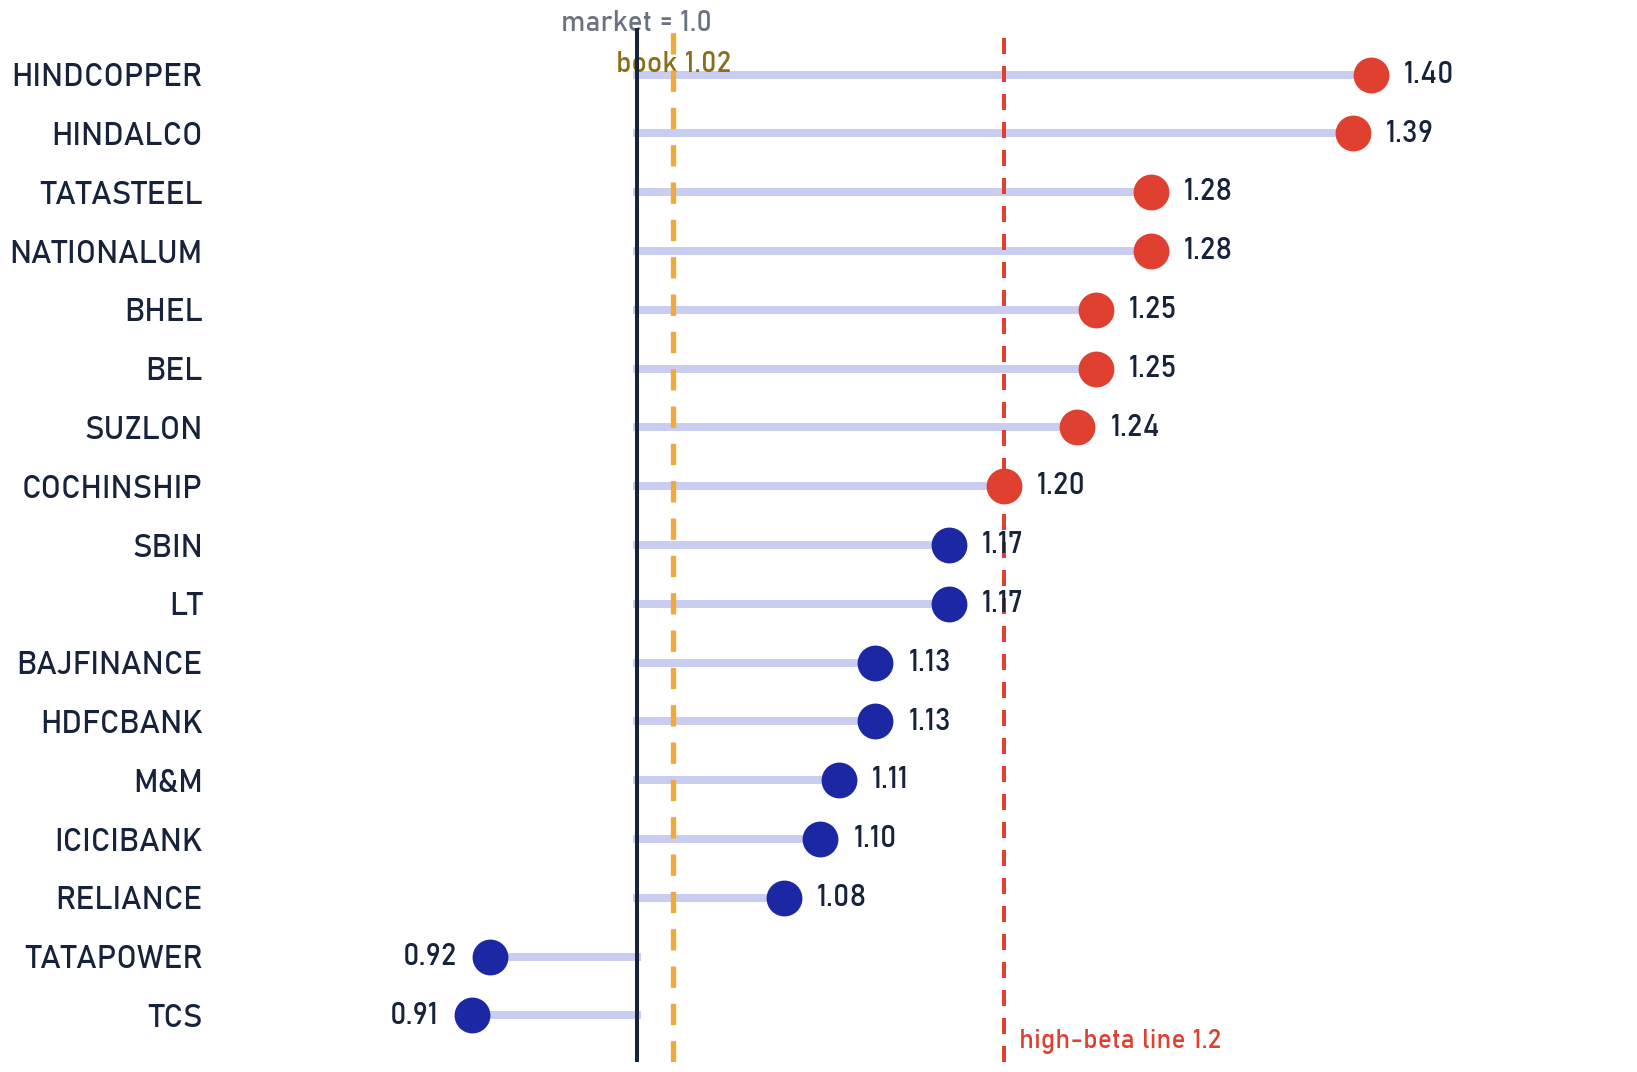 market = 1.0
book 1.02
HINDCOPPER 1.40
HINDALCO 1.39
TATASTEEL 1.28
NATIONALUM 1.28
BHEL 1.25
BEL 1.25
SUZLON 1.24
COCHINSHIP 1.20
SBIN 1.17
LT 1.17
BAJFINANCE 1.13
HDFCBANK 1.13
M&M 1.11
ICICIBANK 1.10
RELIANCE 1.08
TATAPOWER 0.92
TCS 0.91
high-beta line 1.2